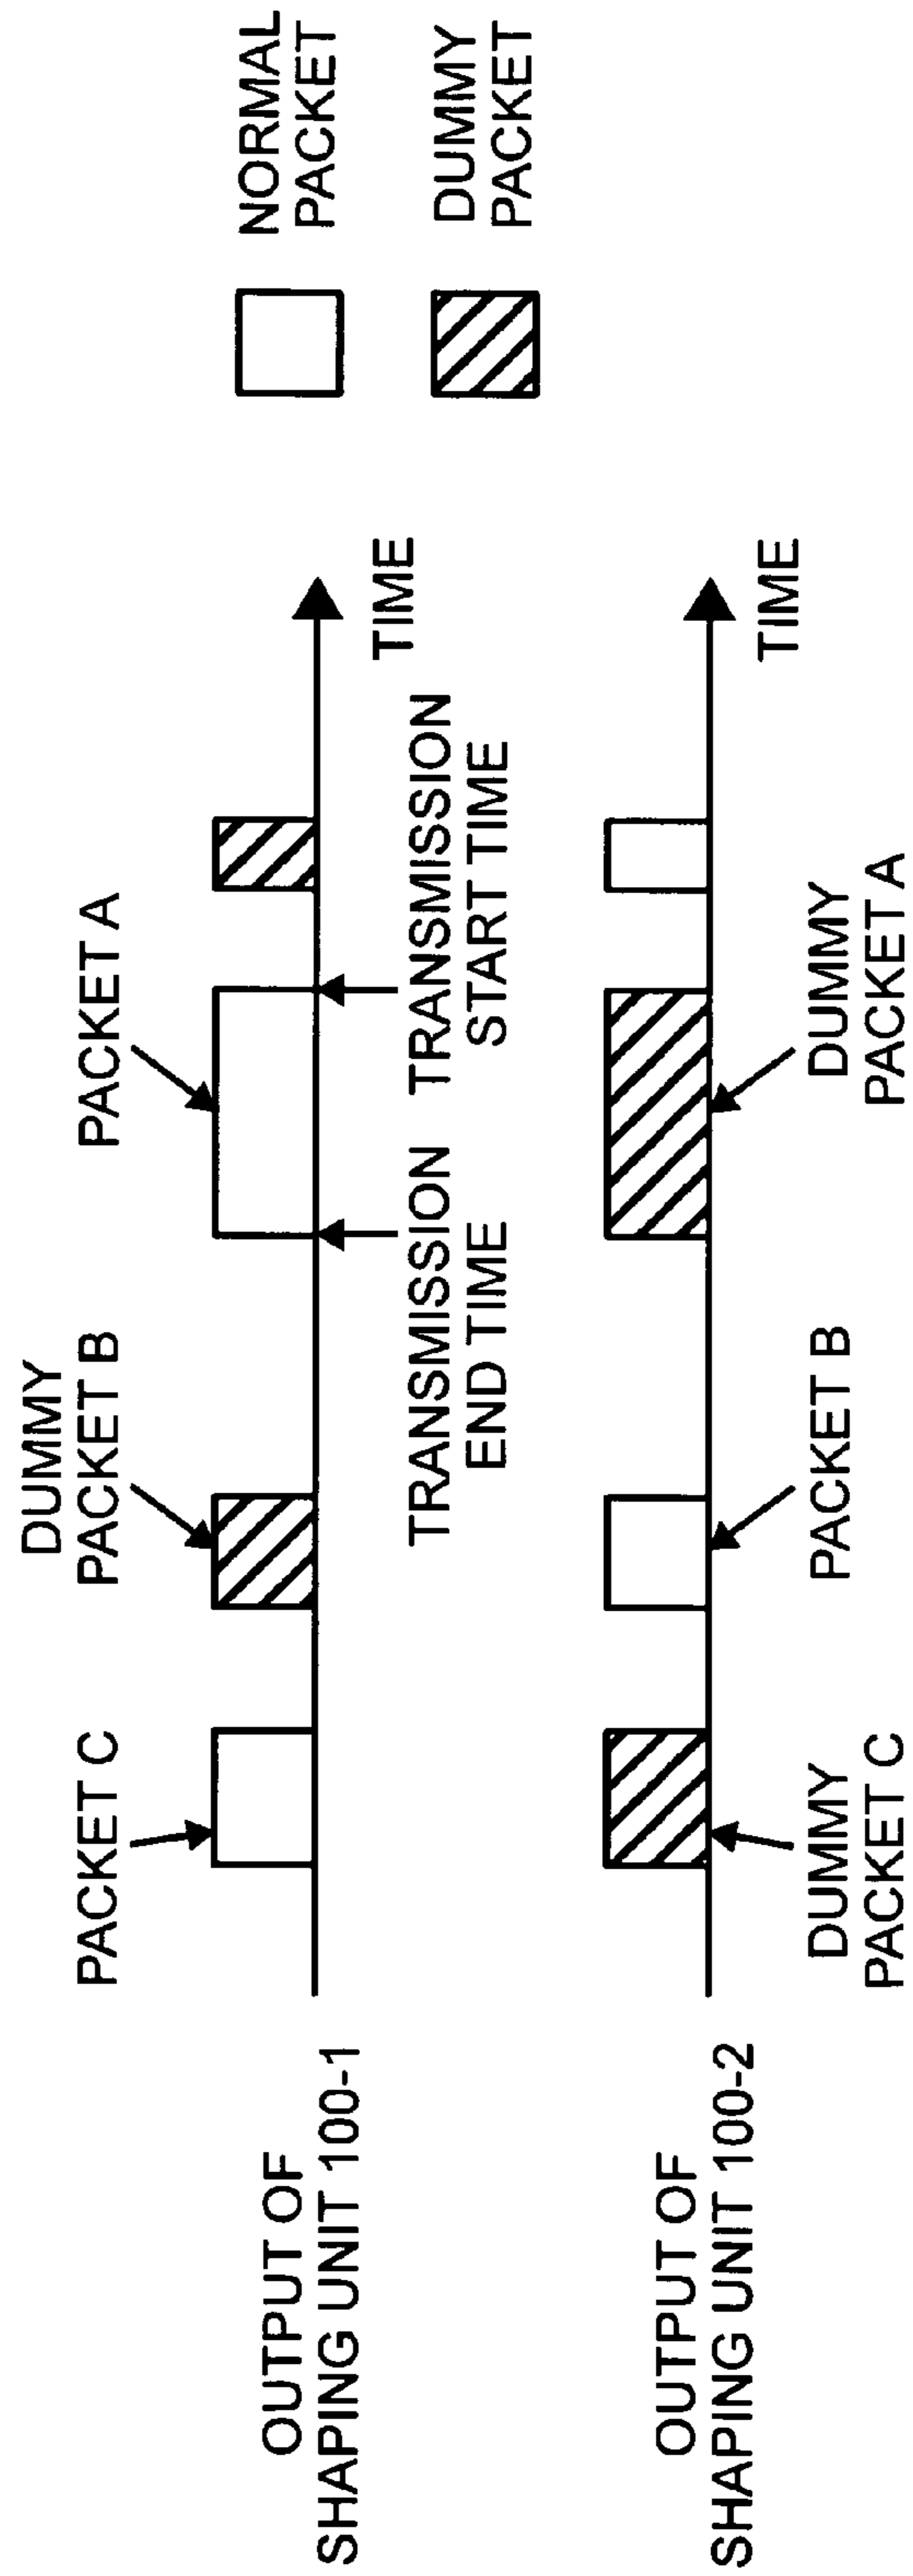 NORMAL
PACKET
DUMMY
PACKET
PACKET C
DUMMY
PACKET B
PACKET A
OUTPUT OF
SHAPING UNIT 100-1
TIME
TRANSMISSION
END TIME
TRANSMISSION
START TIME
OUTPUT OF
SHAPING UNIT 100-2
TIME
DUMMY
PACKET C
PACKET B
DUMMY
PACKET A